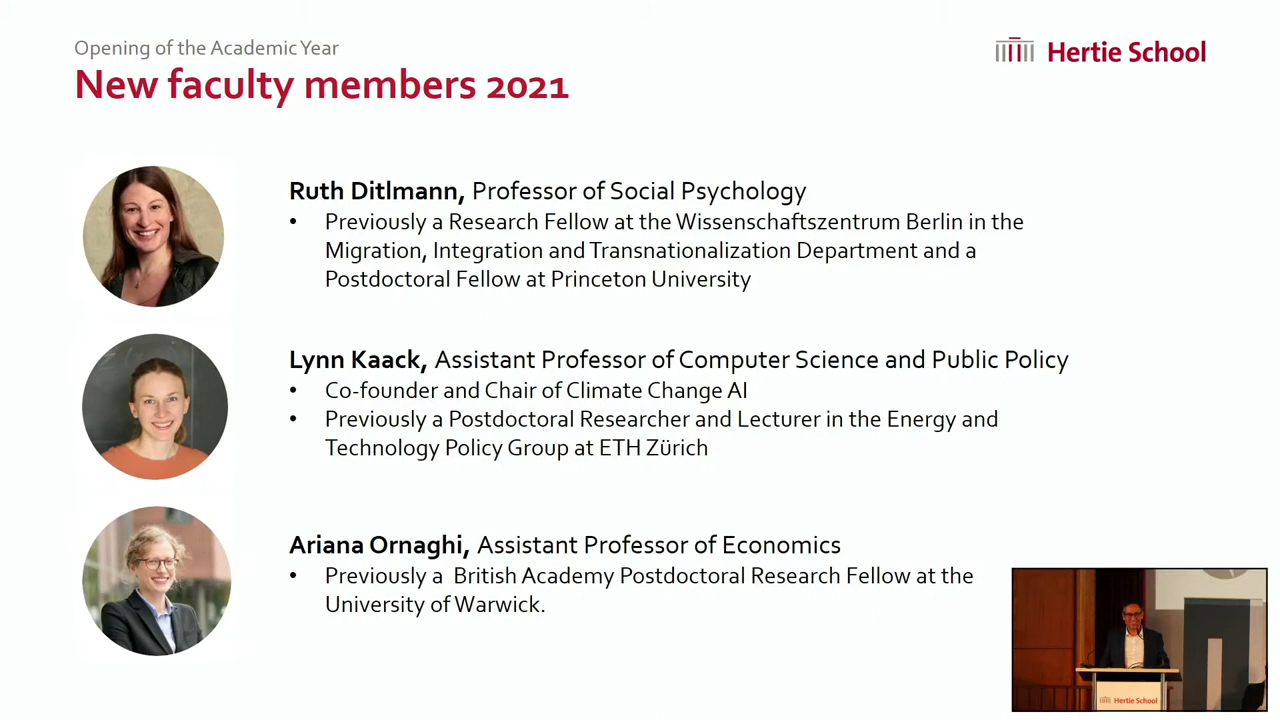 Opening of the Academic Year
New faculty members 2021
Hertie School
Ruth Ditlmann, Professor of Social Psychology
• Previously a Research Fellow at the Wissenschaftszentrum Berlin in the
Migration, Integration and Transnationalization Department and a
Postdoctoral Fellow at Princeton University
Lynn Kaack, Assistant Professor of Computer Science and Public Policy
• Co-founder and Chair of Climate Change AI
• Previously a Postdoctoral Researcher and Lecturer in the Energy and
Technology Policy Group at ETH Zürich
Ariana Ornaghi, Assistant Professor of Economics
• Previously a  British Academy Postdoctoral Research Fellow at the
University of Warwick.
Hertie School